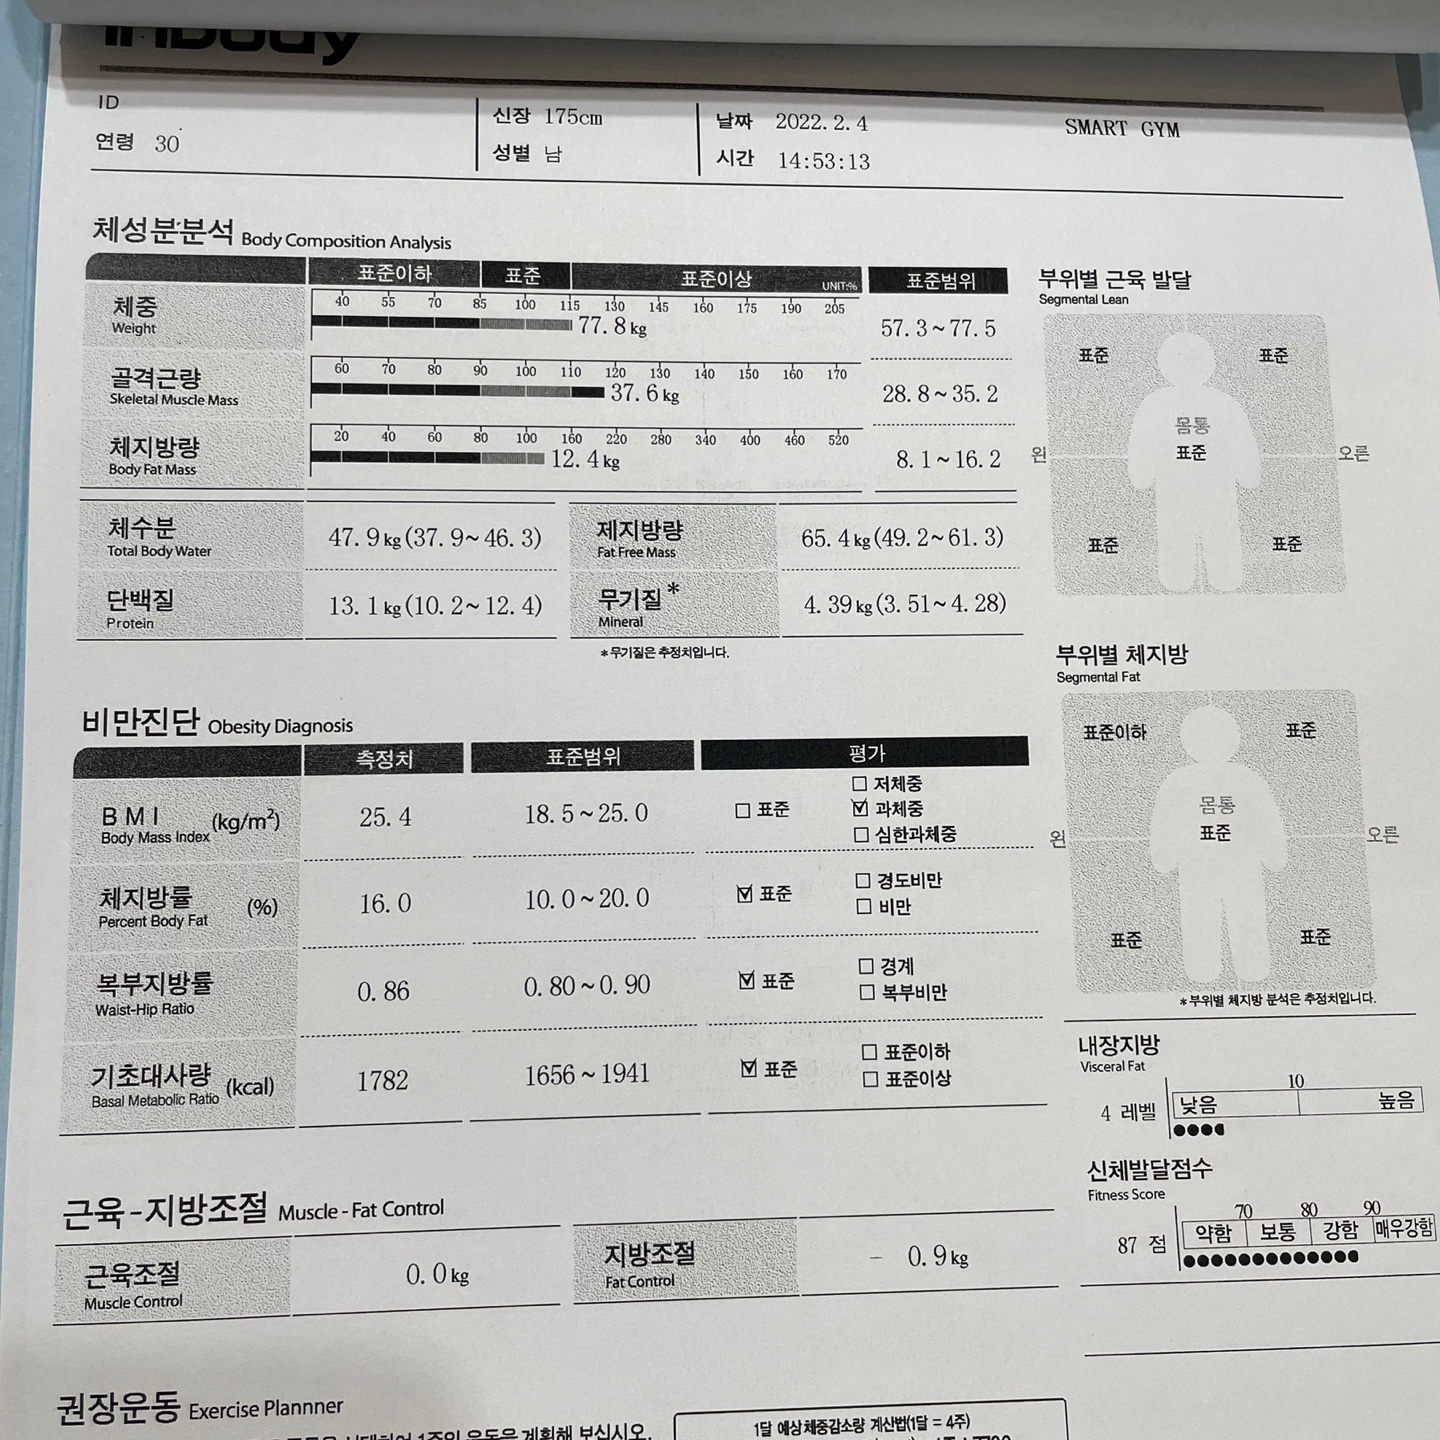 InBody
ID
연령 30
신장 175cm
성별 남
날짜 2022. 2. 4
시간 14:53:13
SMART GYM
체성분분석 Body Composition Analysis
표준이하 표준 표준이상 UNIT:% 표준범위
체중 Weight
40 55 70 85 100 115 130 145 160 175 190 205
77. 8 kg
57. 3 ~ 77. 5
골격근량 Skeletal Muscle Mass
60 70 80 90 100 110 120 130 140 150 160 170
37. 6 kg
28. 8 ~ 35. 2
체지방량 Body Fat Mass
20 40 60 80 100 160 220 280 340 400 460 520
12. 4 kg
8. 1 ~ 16. 2
체수분 Total Body Water
47. 9 kg (37. 9~ 46. 3)
제지방량 Fat Free Mass
65. 4 kg (49. 2~ 61. 3)
단백질 Protein
13. 1 kg (10. 2~ 12. 4)
무기질 * Mineral
4. 39 kg (3. 51~ 4. 28)
* 무기질은 추정치입니다.
부위별 근육 발달
Segmental Lean
표준 표준
몸통
왼 표준 오른
표준 표준
부위별 체지방
Segmental Fat
표준이하 표준
몸통
왼 표준 오른
표준 표준
* 부위별 체지방 분석은 추정치입니다.
비만진단 Obesity Diagnosis
측정치 표준범위 평가
B M I (kg/m²)
Body Mass Index
25. 4
18. 5 ~ 25. 0
□ 표준
□ 저체중
☑ 과체중
□ 심한과체중
체지방률 (%)
Percent Body Fat
16. 0
10. 0 ~ 20. 0
☑ 표준
□ 경도비만
□ 비만
복부지방률
Waist-Hip Ratio
0. 86
0. 80 ~ 0. 90
☑ 표준
□ 경계
□ 복부비만
기초대사량 (kcal)
Basal Metabolic Ratio
1782
1656 ~ 1941
☑ 표준
□ 표준이하
□ 표준이상
내장지방
Visceral Fat
10
4 레벨 낮음 높음
신체발달점수
Fitness Score
70 80 90
87 점 약함 보통 강함 매우강함
근육-지방조절 Muscle - Fat Control
근육조절 Muscle Control
0. 0 kg
지방조절 Fat Control
- 0. 9 kg
권장운동 Exercise Plannner
1주일 운동을 계획해 보십시오.
1달 예상체중감소량 계산법(1달 = 4주)